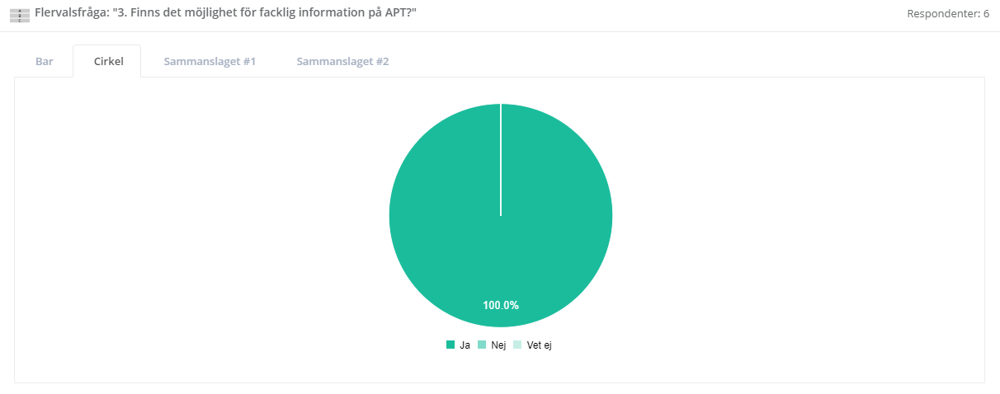 Flervalsfråga: "3. Finns det möjlighet för facklig information på APT?"
Respondenter: 6
Bar
Cirkel
Sammanslaget #1
Sammanslaget #2
100.0%
Ja
Nej
Vet ej